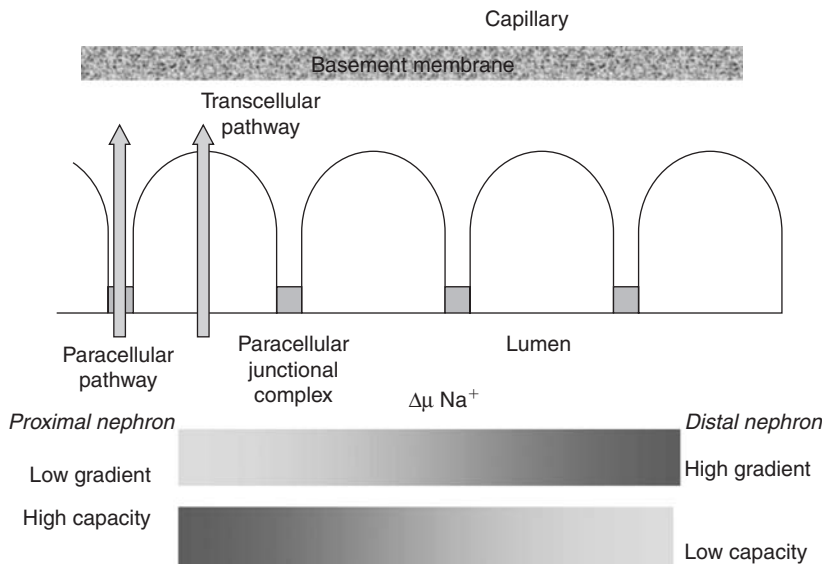 Capillary
Basement membrane
Transcellular
pathway
Paracellular
pathway
Paracellular
junctional
complex
Lumen
Δμ Na⁺
Proximal nephron
Distal nephron
Low gradient
High gradient
High capacity
Low capacity